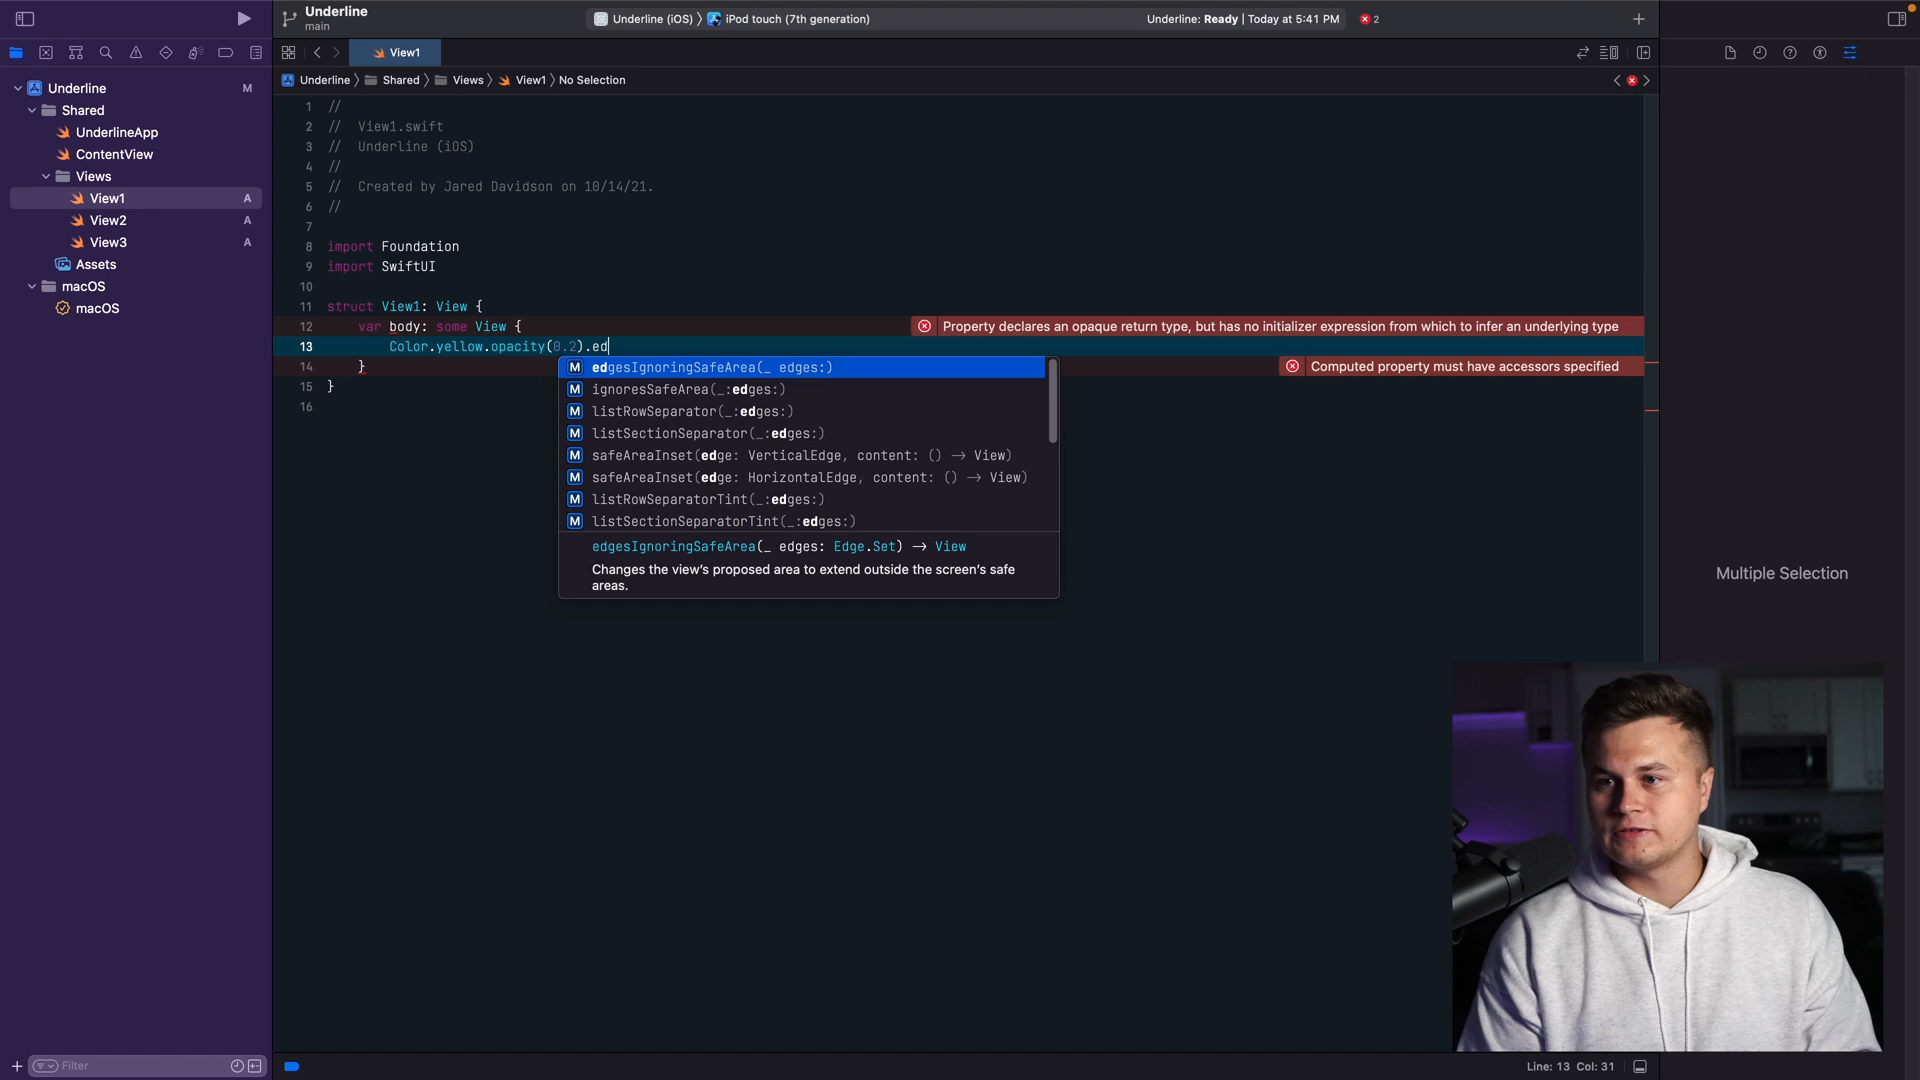 Underline
main
Underline (iOS) 〉 iPod touch (7th generation)
Underline: Ready | Today at 5:41 PM
2
View1
Underline 〉 Shared 〉 Views 〉 View1 〉 No Selection
Underline M
Shared
UnderlineApp
ContentView
Views
View1 A
View2 A
View3 A
Assets
macOS
macOS
1 //
2 //  View1.swift
3 //  Underline (iOS)
4 //
5 //  Created by Jared Davidson on 10/14/21.
6 //
7
8 import Foundation
9 import SwiftUI
10
11 struct View1: View {
12     var body: some View {
Property declares an opaque return type, but has no initializer expression from which to infer an underlying type
13         Color.yellow.opacity(0.2).ed
14     }
Computed property must have accessors specified
15 }
16
M edgesIgnoringSafeArea(_ edges:)
M ignoresSafeArea(_:edges:)
M listRowSeparator(_:edges:)
M listSectionSeparator(_:edges:)
M safeAreaInset(edge: VerticalEdge, content: () -> View)
M safeAreaInset(edge: HorizontalEdge, content: () -> View)
M listRowSeparatorTint(_:edges:)
M listSectionSeparatorTint(_:edges:)
edgesIgnoringSafeArea(_ edges: Edge.Set) -> View
Changes the view's proposed area to extend outside the screen's safe
areas.
Multiple Selection
Filter
Line: 13 Col: 31